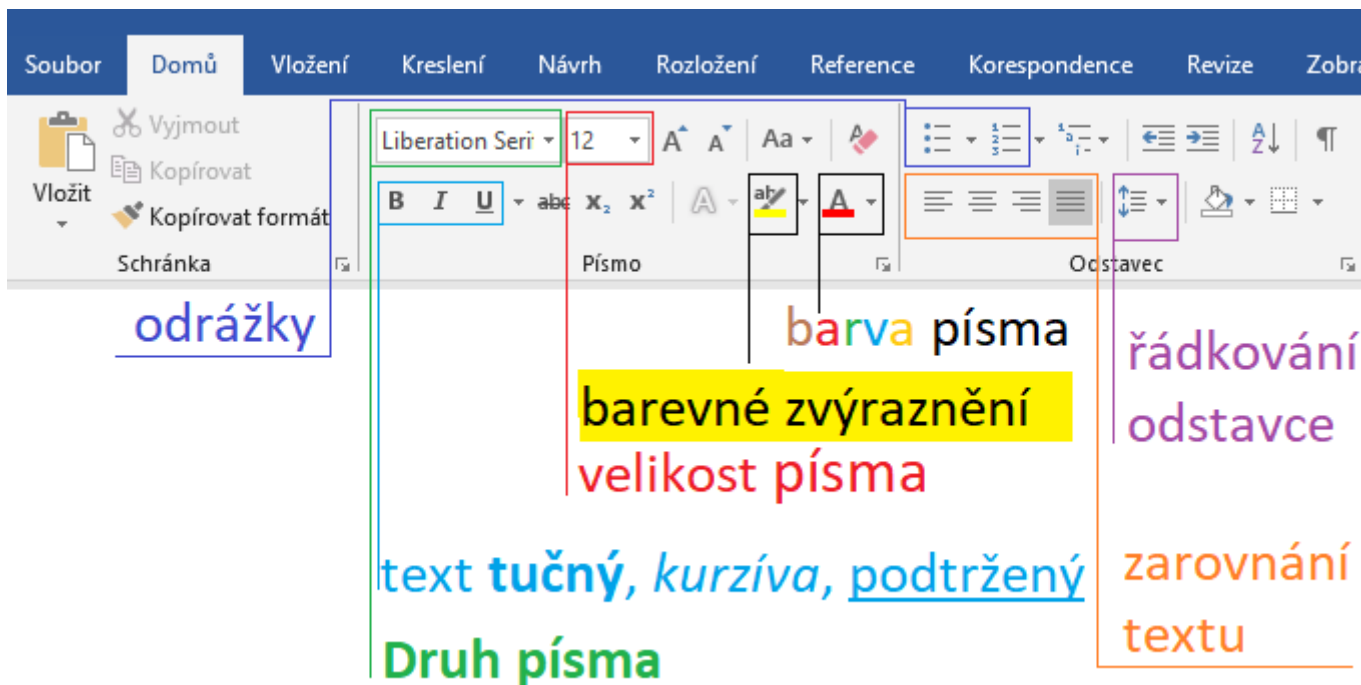 Soubor Domů Vložení Kreslení Návrh Rozložení Reference Korespondence Revize Zobra
Vložit
Vyjmout
Kopírovat
Kopírovat formát
Schránka
Liberation Seri 12 Aa
B I U abc x₂ x² A aby A
Písmo
Odstavec
odrážky
barva písma
řádkování
odstavce
barevné zvýraznění
velikost písma
text tučný, kurzíva, podtržený
zarovnání
textu
Druh písma